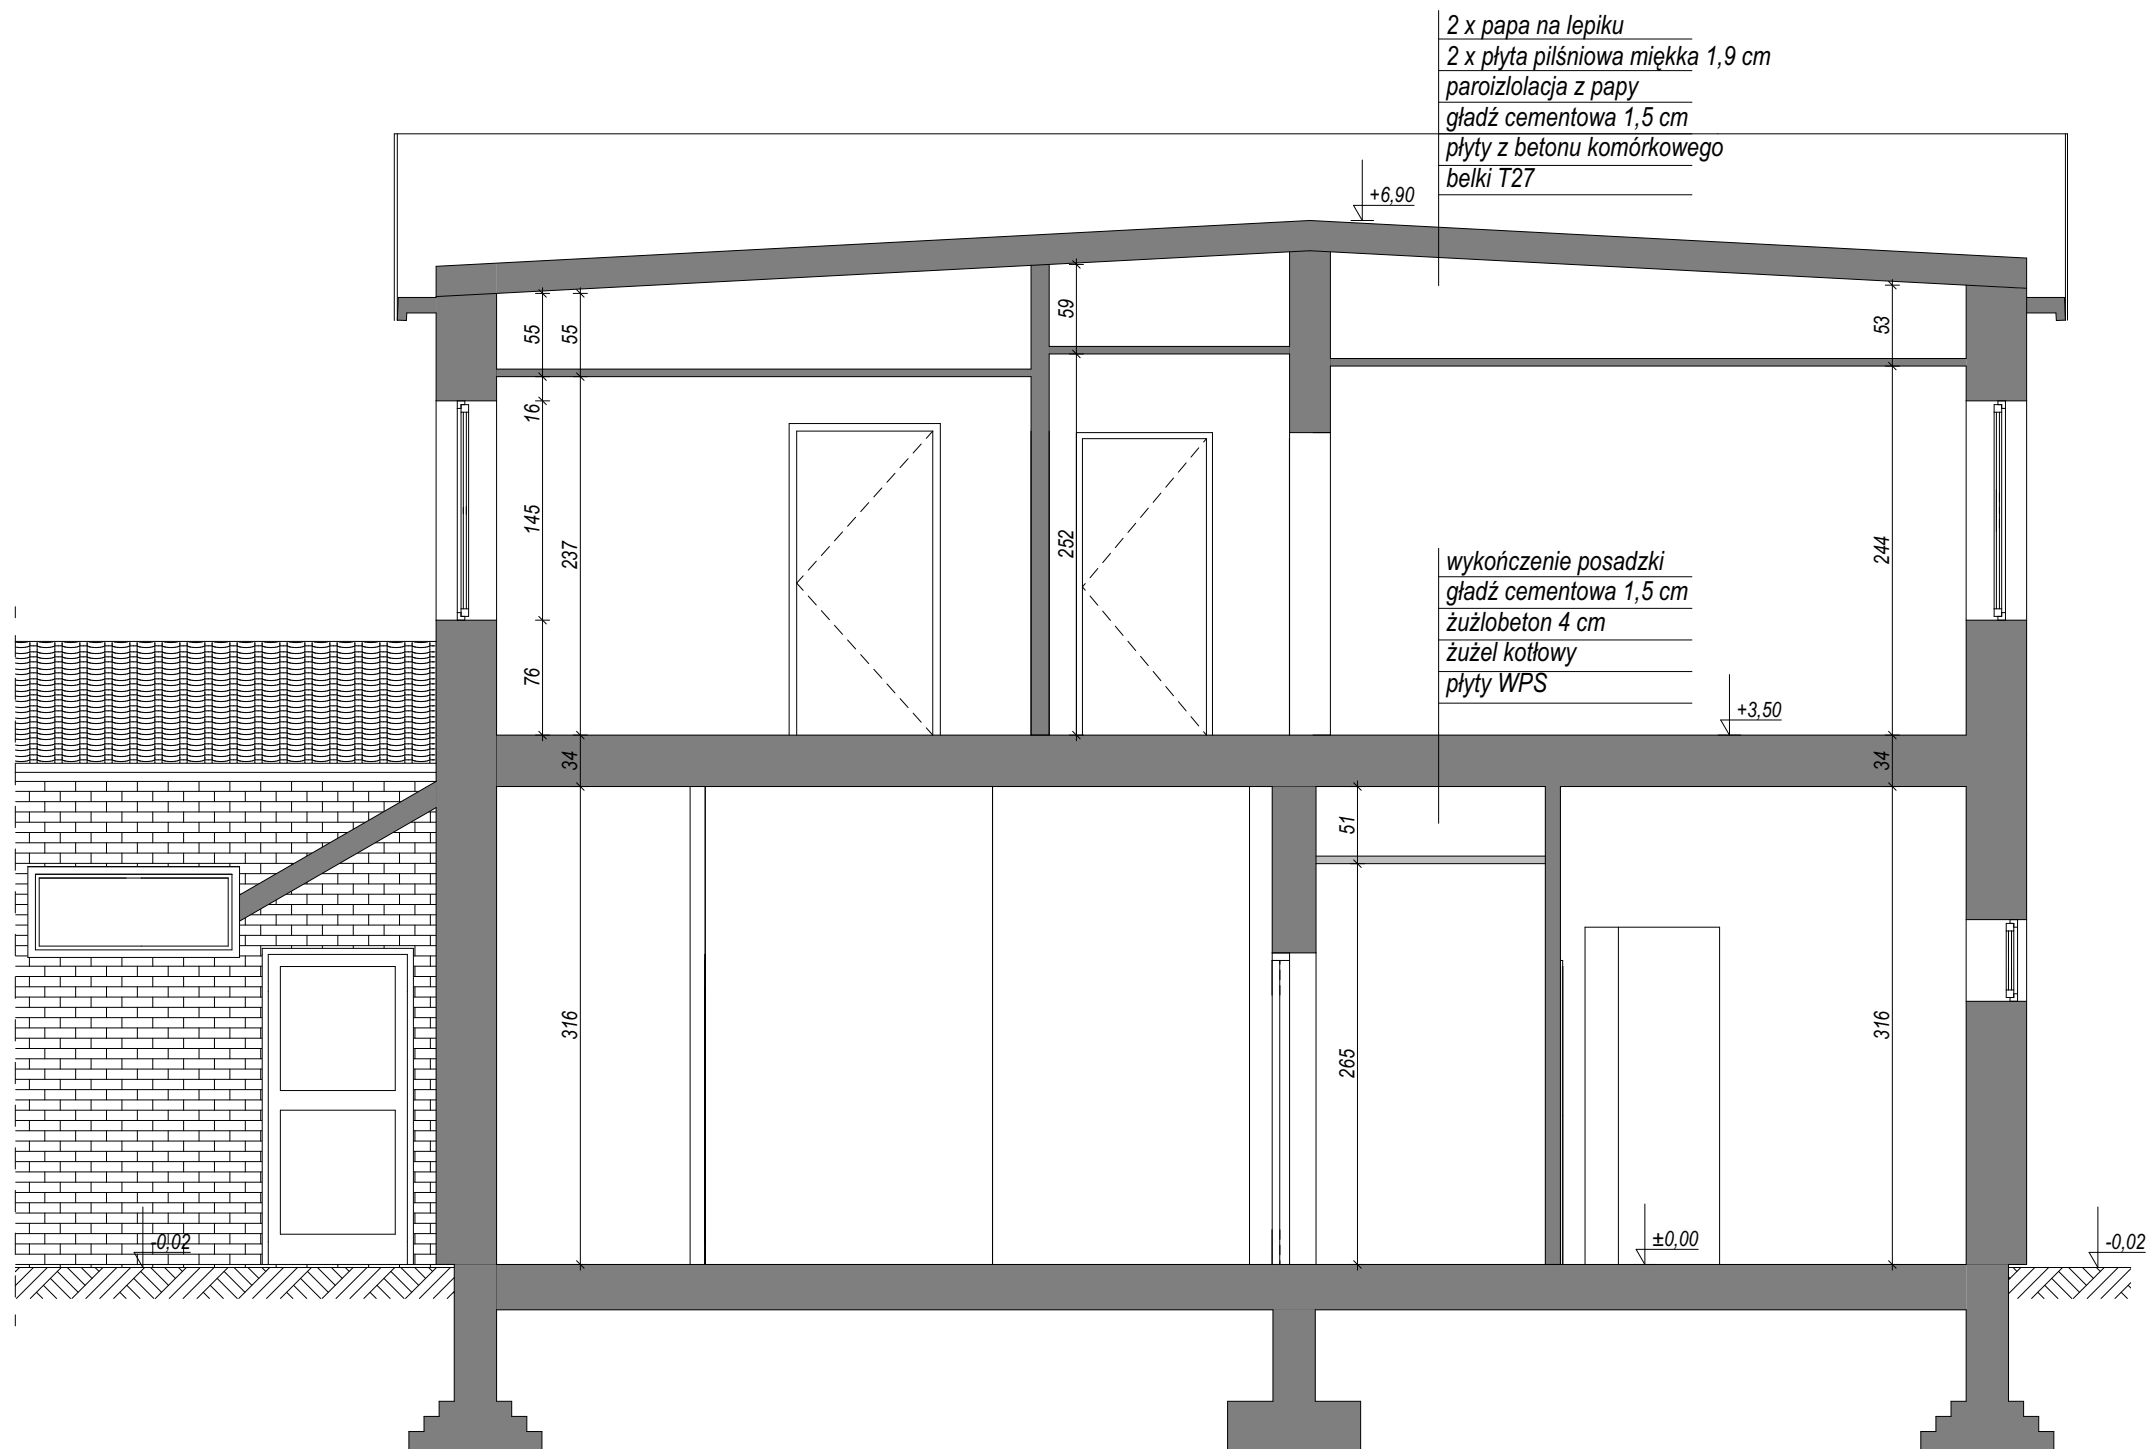 2 x papa na lepiku
2 x płyta pilśniowa miękka 1,9 cm
paroizlolacja z papy
gładź cementowa 1,5 cm
płyty z betonu komórkowego
belki T27
+6,90
55
55
59
53
16
145
237
252
244
76
wykończenie posadzki
gładź cementowa 1,5 cm
żużlobeton 4 cm
żużel kotłowy
płyty WPS
+3,50
34
34
51
316
265
316
-0,02
±0,00
-0,02